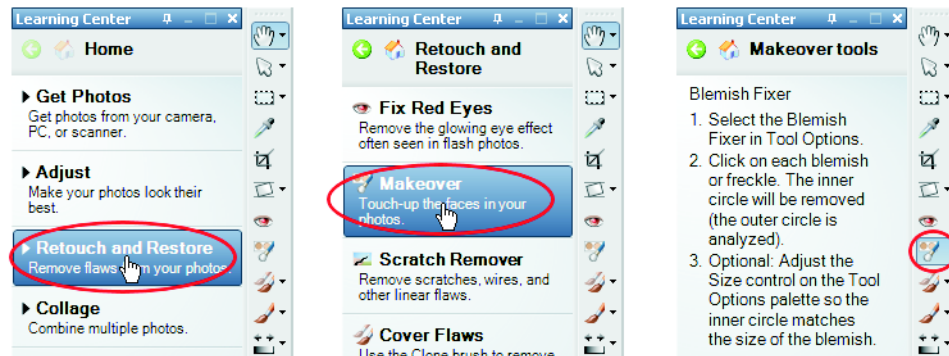 Learning Center
Home
Get Photos
Get photos from your camera,
PC, or scanner.
Adjust
Make your photos look their
best.
Retouch and Restore
Remove flaws from your photos.
Collage
Combine multiple photos.
Learning Center
Retouch and
Restore
Fix Red Eyes
Remove the glowing eye effect
often seen in flash photos.
Makeover
Touch-up the faces in your
photos.
Scratch Remover
Remove scratches, wires, and
other linear flaws.
Cover Flaws
Use the Clone brush to remove
Learning Center
Makeover tools
Blemish Fixer
1. Select the Blemish
Fixer in Tool Options.
2. Click on each blemish
or freckle. The inner
circle will be removed
(the outer circle is
analyzed).
3. Optional: Adjust the
Size control on the Tool
Options palette so the
inner circle matches
the size of the blemish.